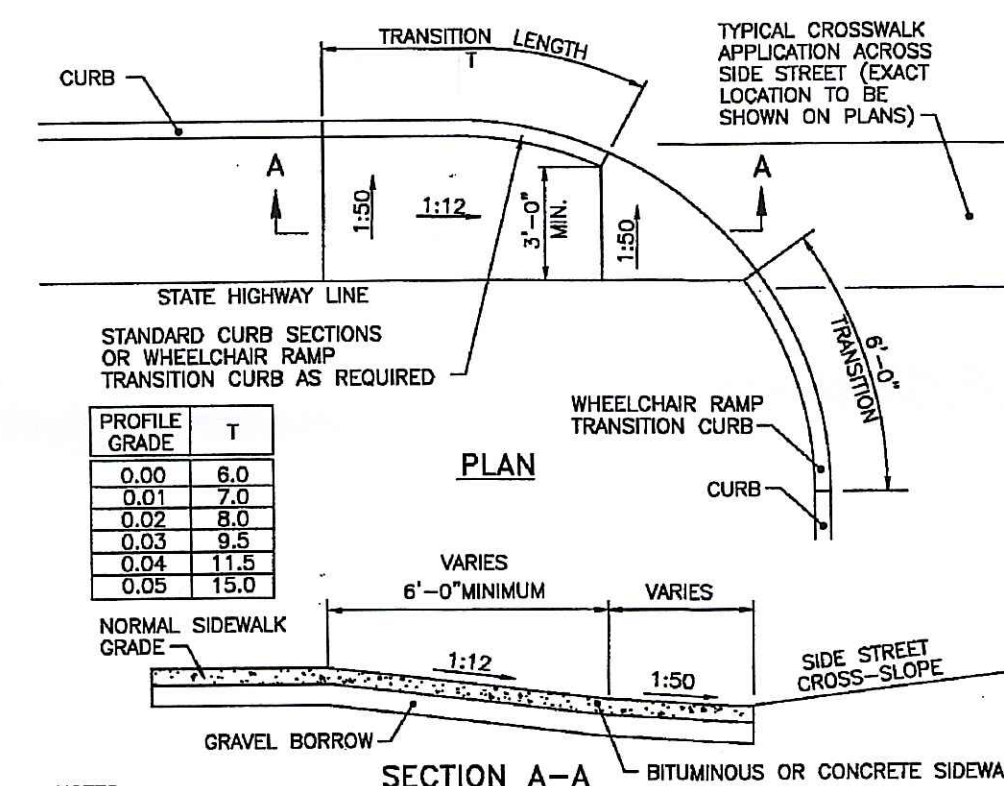 TRANSITION LENGTH
T
TYPICAL CROSSWALK
APPLICATION ACROSS
SIDE STREET (EXACT
LOCATION TO BE
SHOWN ON PLANS)
CURB
A
A
1:50
1:12
3'-0"
MIN.
1:50
STATE HIGHWAY LINE
STANDARD CURB SECTIONS
OR WHEELCHAIR RAMP
TRANSITION CURB AS REQUIRED
6'-0"
TRANSITION
PROFILE GRADE T
0.00 6.0
0.01 7.0
0.02 8.0
0.03 9.5
0.04 11.5
0.05 15.0
WHEELCHAIR RAMP
TRANSITION CURB
PLAN
CURB
VARIES
6'-0"MINIMUM
VARIES
NORMAL SIDEWALK
GRADE
1:12
1:50
SIDE STREET
CROSS-SLOPE
GRAVEL BORROW
SECTION A-A
BITUMINOUS OR CONCRETE SIDEWA